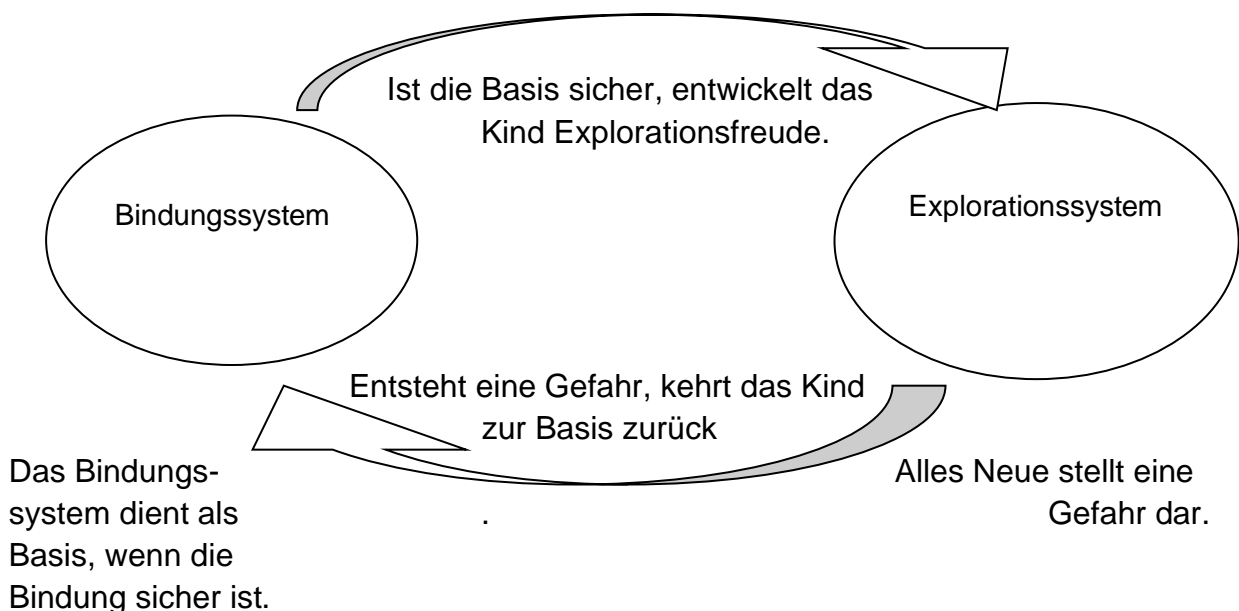 Ist die Basis sicher, entwickelt das
Kind Explorationsfreude.
Bindungssystem
Explorationssystem
Entsteht eine Gefahr, kehrt das Kind
zur Basis zurück
.
Das Bindungs-
system dient als
Basis, wenn die
Bindung sicher ist.
Alles Neue stellt eine
Gefahr dar.